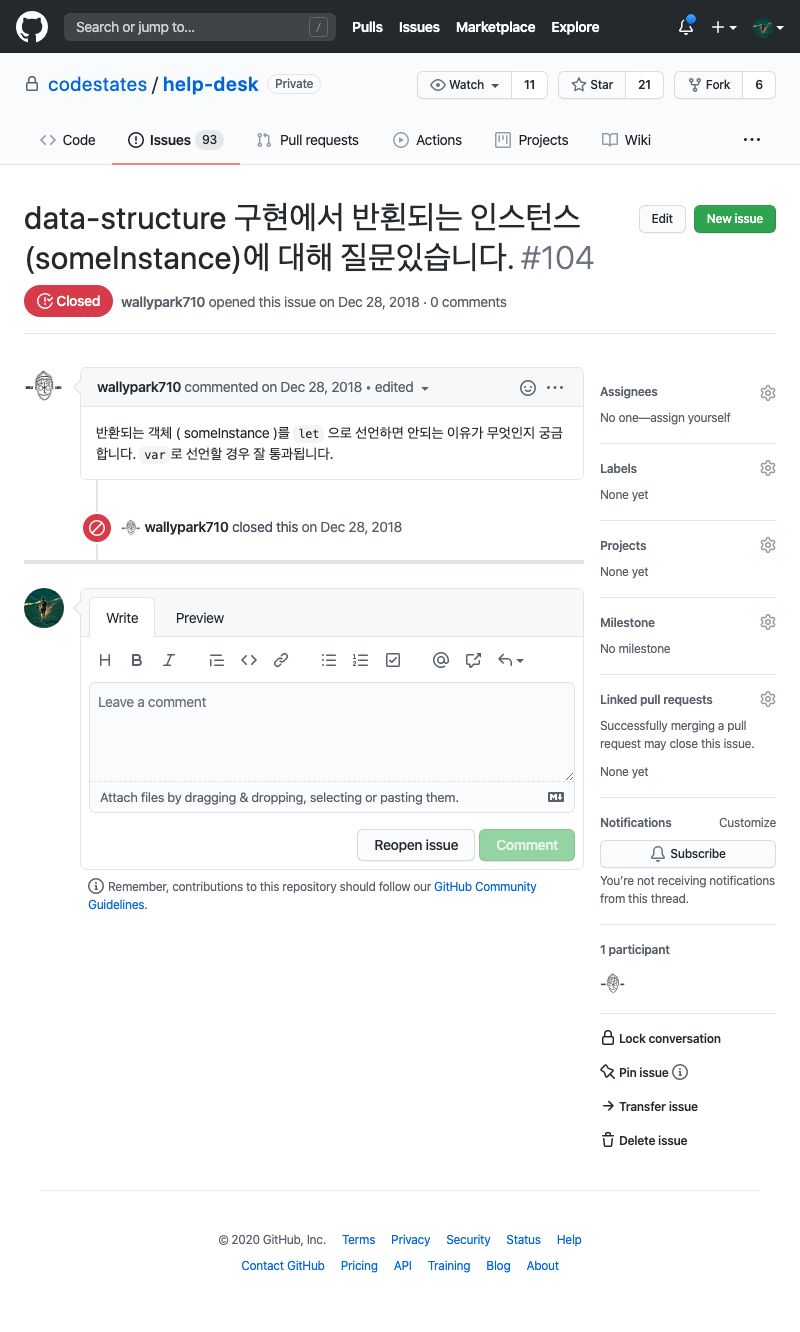 Search or jump to... /
Pulls Issues Marketplace Explore
codestates / help-desk Private
Watch 11 Star 21 Fork 6
Code Issues 93 Pull requests Actions Projects Wiki ...
data-structure 구현에서 반횐되는 인스턴스
(someInstance)에 대해 질문있습니다. #104
Edit New issue
Closed wallypark710 opened this issue on Dec 28, 2018 · 0 comments
wallypark710 commented on Dec 28, 2018 • edited
반환되는 객체 ( someInstance )를 let 으로 선언하면 안되는 이유가 무엇인지 궁금
합니다. var 로 선언할 경우 잘 통과됩니다.
wallypark710 closed this on Dec 28, 2018
Write Preview
Leave a comment
Attach files by dragging & dropping, selecting or pasting them.
Reopen issue Comment
Remember, contributions to this repository should follow our GitHub Community
Guidelines.
Assignees
No one—assign yourself
Labels
None yet
Projects
None yet
Milestone
No milestone
Linked pull requests
Successfully merging a pull
request may close this issue.
None yet
Notifications Customize
Subscribe
You’re not receiving notifications
from this thread.
1 participant
Lock conversation
Pin issue
Transfer issue
Delete issue
© 2020 GitHub, Inc. Terms Privacy Security Status Help
Contact GitHub Pricing API Training Blog About